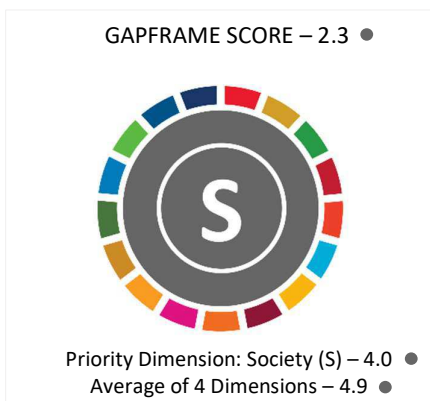 GAPFRAME SCORE – 2.3
S
Priority Dimension: Society (S) – 4.0
Average of 4 Dimensions – 4.9